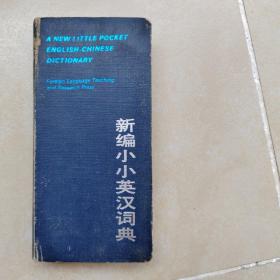 A NEW LITTLE POCKET
ENGLISH-CHINESE
DICTIONARY
Foreign Language Teaching
and Research Press
新编小小英汉词典